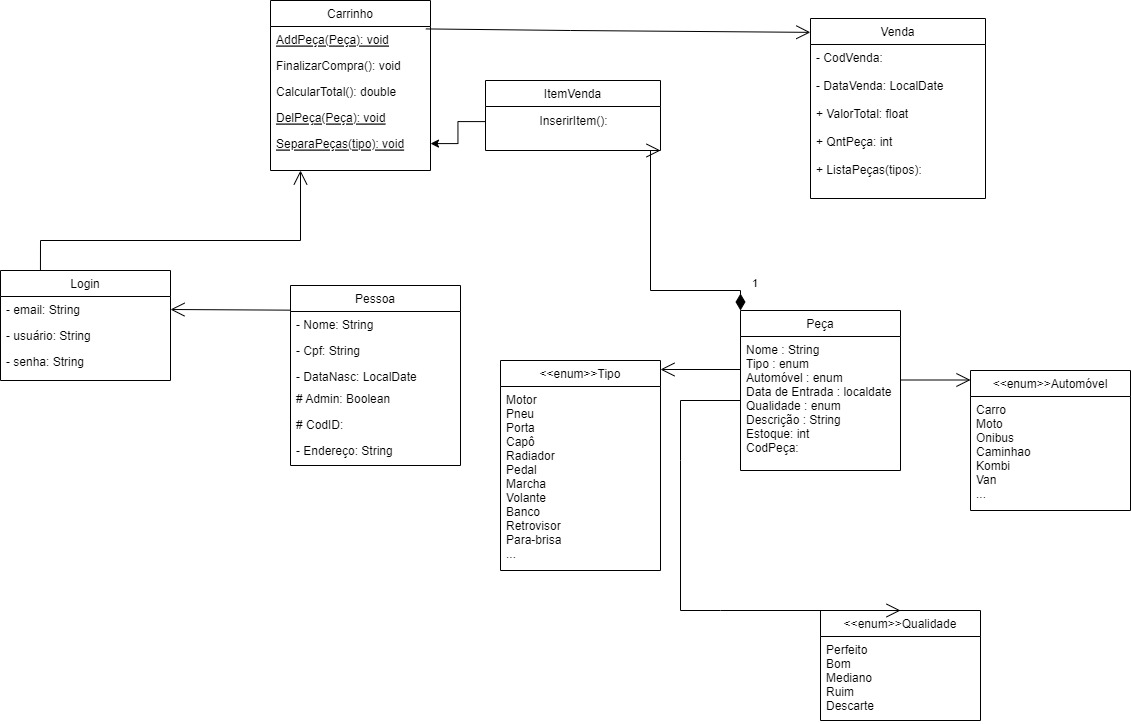 Carrinho
AddPeça(Peça): void
FinalizarCompra(): void
CalcularTotal(): double
DelPeça(Peça): void
SeparaPeças(tipo): void
ItemVenda
InserirItem():
Venda
- CodVenda:
- DataVenda: LocalDate
+ ValorTotal: float
+ QntPeça: int
+ ListaPeças(tipos):
Login
- email: String
- usuário: String
- senha: String
Pessoa
- Nome: String
- Cpf: String
- DataNasc: LocalDate
# Admin: Boolean
# CodID:
- Endereço: String
1
Peça
Nome : String
Tipo : enum
Automóvel : enum
Data de Entrada : localdate
Qualidade : enum
Descrição : String
Estoque: int
CodPeça:
<<enum>>Tipo
Motor
Pneu
Porta
Capô
Radiador
Pedal
Marcha
Volante
Banco
Retrovisor
Para-brisa
...
<<enum>>Automóvel
Carro
Moto
Onibus
Caminhao
Kombi
Van
...
<<enum>>Qualidade
Perfeito
Bom
Mediano
Ruim
Descarte